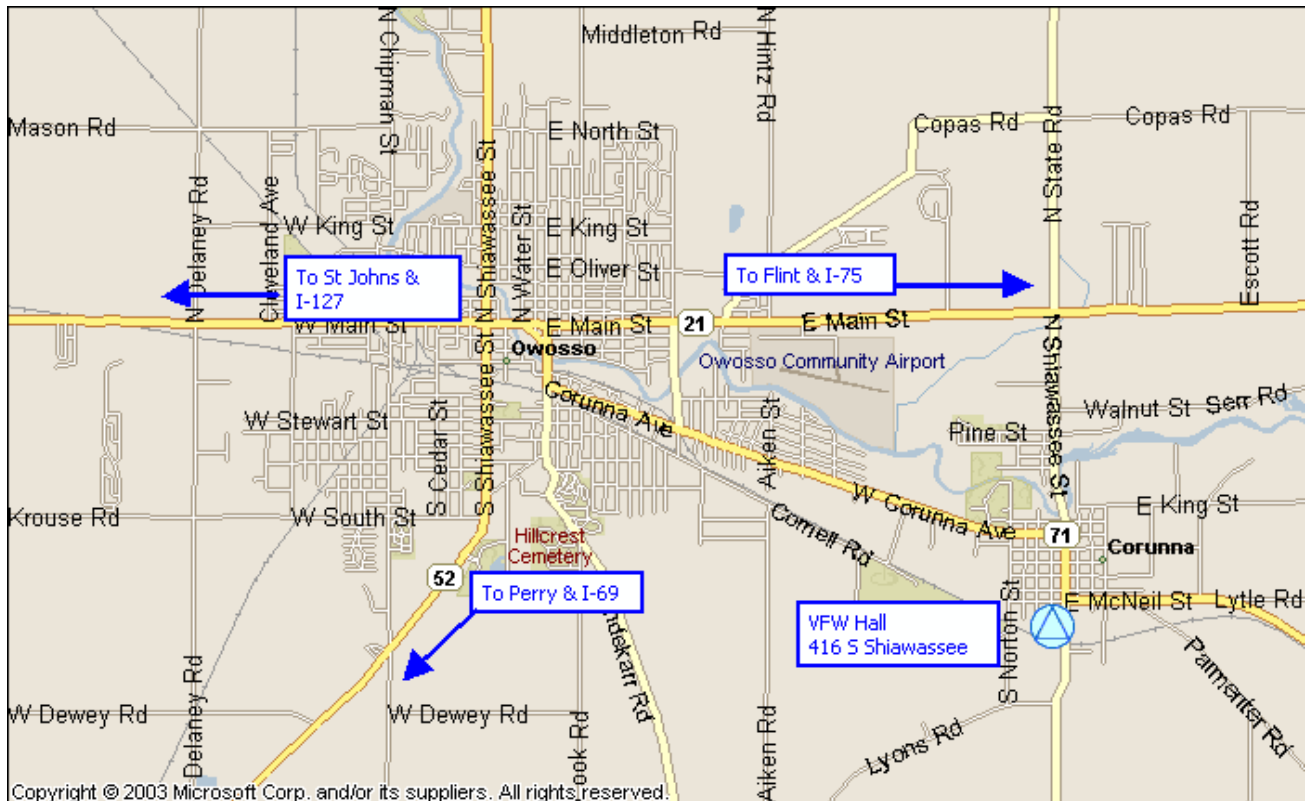 Middleton Rd
N Hintz Rd
N Chipman St
Mason Rd
E North St
Copas Rd
Copas Rd
N State Rd
N Delaney Rd
Cleveland Ave
W King St
N Shiawassee St
N Water St
E King St
E Oliver St
Escott Rd
To St Johns &
I-127
To Flint & I-75
W Main St
E Main St
21
E Main St
Owosso
Owosso Community Airport
N Shiawassee St
Corunna Ave
W Stewart St
S Cedar St
S Shiawassee St
Aiken St
Walnut St
Serr Rd
Pine St
Krouse Rd
W South St
W Corunna Ave
E King St
Cornell Rd
71
Corunna
Hillcrest
Cemetery
52
To Perry & I-69
VFW Hall
416 S Shiawassee
S Norton St
E McNeil St
Lytle Rd
Parmenter Rd
Delaney Rd
W Dewey Rd
W Dewey Rd
Aiken Rd
Lyons Rd
Copyright © 2003 Microsoft Corp. and/or its suppliers. All rights reserved.